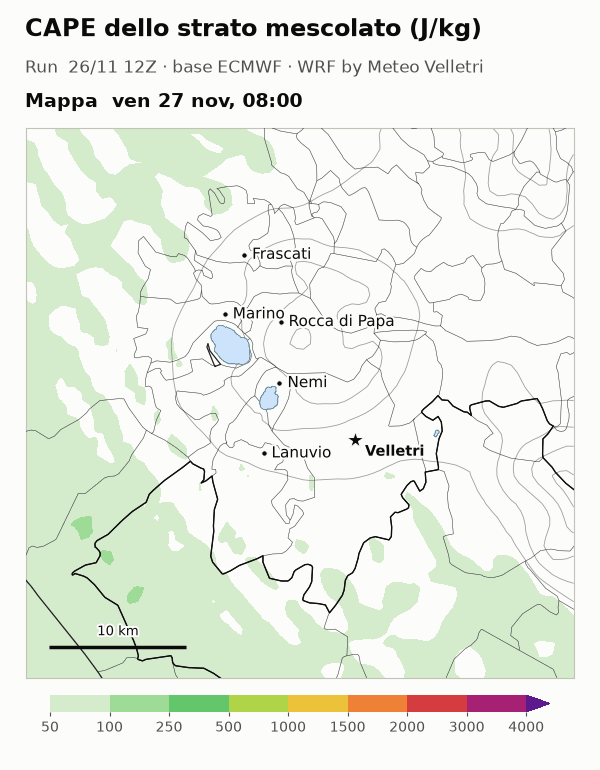 CAPE dello strato mescolato (J/kg)
Run  26/11 12Z · base ECMWF · WRF by Meteo Velletri
Mappa  ven 27 nov, 08:00
Frascati
Marino
Rocca di Papa
Nemi
Velletri
Lanuvio
10 km
50 100 250 500 1000 1500 2000 3000 4000